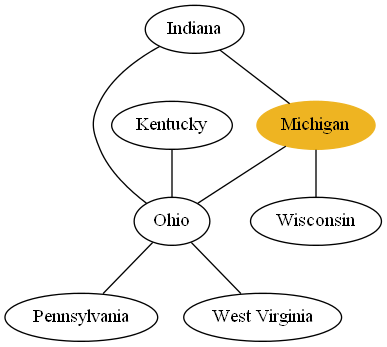 Indiana
Kentucky
Michigan
Ohio
Wisconsin
Pennsylvania
West Virginia